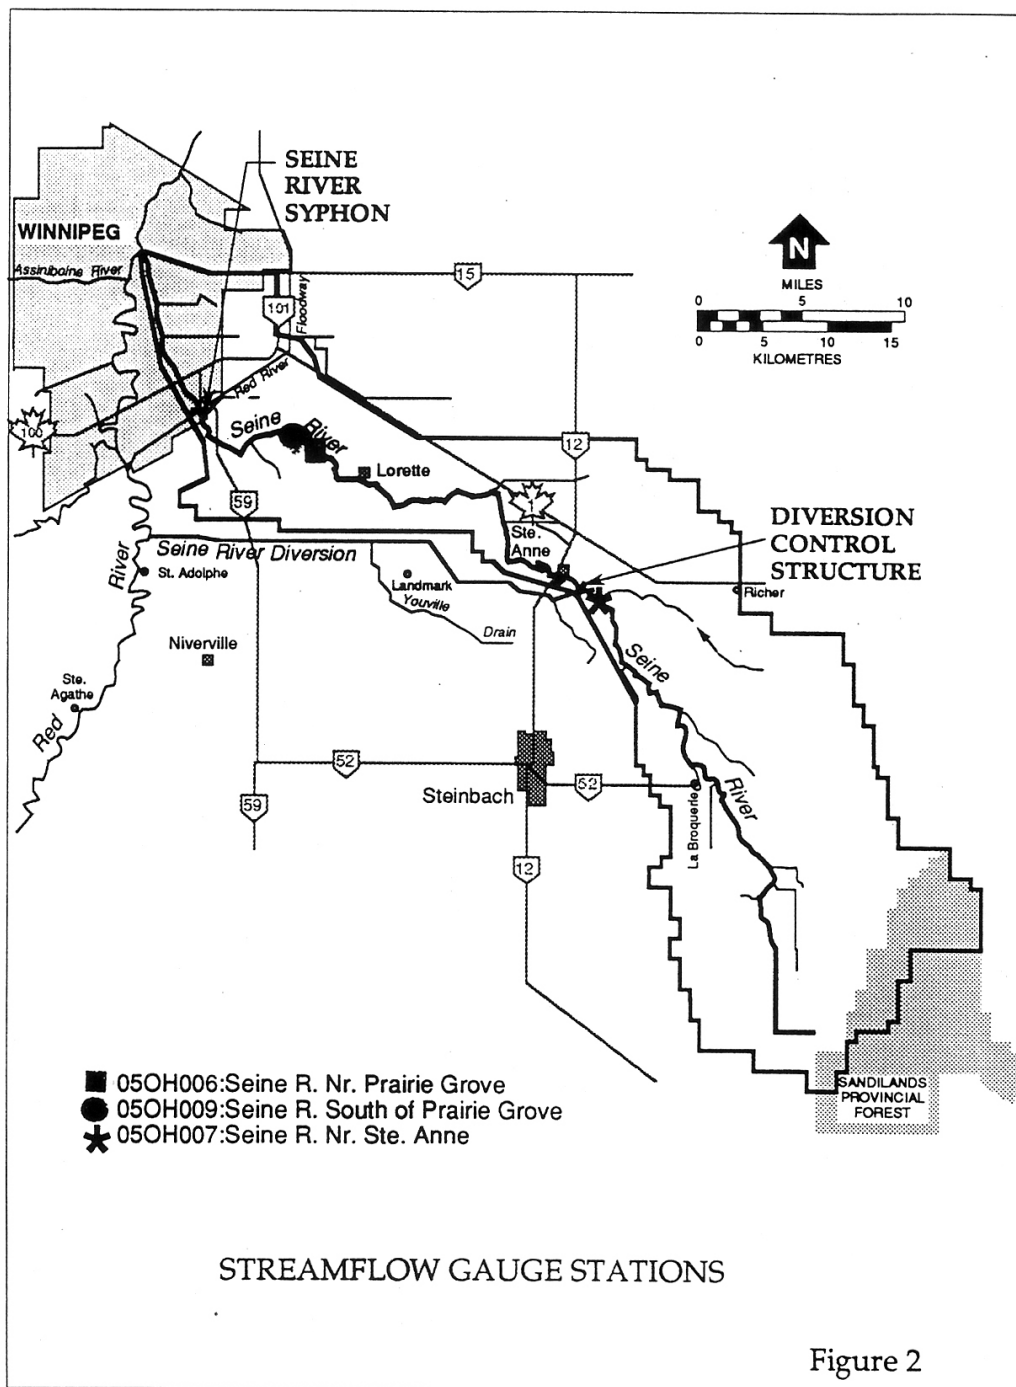 SEINE
RIVER
SYPHON
WINNIPEG
Assiniboine River
15
N
MILES
0 5 10
0 5 10 15
KILOMETRES
101
Floodway
Red River
100
Seine River
12
Lorette
59
1
Ste.
Anne
DIVERSION
CONTROL
STRUCTURE
Seine River Diversion
River
St. Adolphe
Landmark
Youville
Drain
Richer
Niverville
Seine
Ste.
Agathe
Red
52
Steinbach
52
59
La Broquerie
River
12
05OH006:Seine R. Nr. Prairie Grove
05OH009:Seine R. South of Prairie Grove
05OH007:Seine R. Nr. Ste. Anne
SANDILANDS
PROVINCIAL
FOREST
STREAMFLOW GAUGE STATIONS
Figure 2